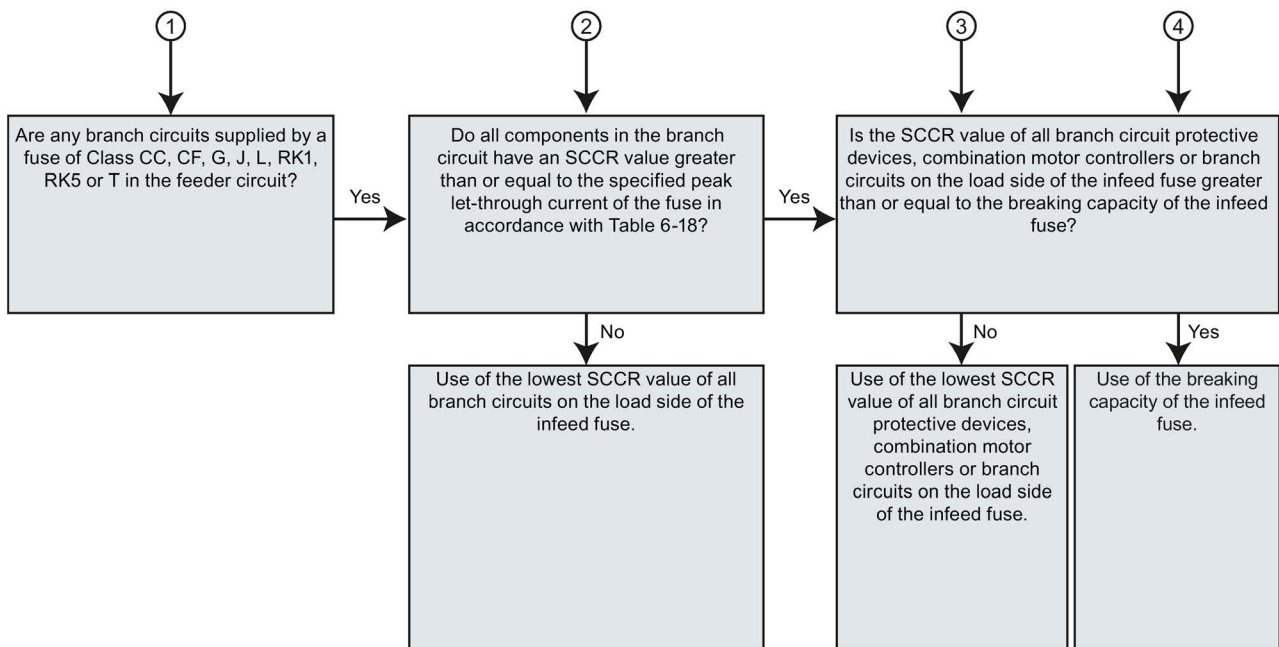 1
2
3
4
Are any branch circuits supplied by a
fuse of Class CC, CF, G, J, L, RK1,
RK5 or T in the feeder circuit?
Yes
Do all components in the branch
circuit have an SCCR value greater
than or equal to the specified peak
let-through current of the fuse in
accordance with Table 6-18?
Yes
Is the SCCR value of all branch circuit protective
devices, combination motor controllers or branch
circuits on the load side of the infeed fuse greater
than or equal to the breaking capacity of the infeed
fuse?
No
No
Yes
Use of the lowest SCCR value of all
branch circuits on the load side of the
infeed fuse.
Use of the lowest SCCR
value of all branch circuit
protective devices,
combination motor
controllers or branch
circuits on the load side
of the infeed fuse.
Use of the breaking
capacity of the infeed
fuse.